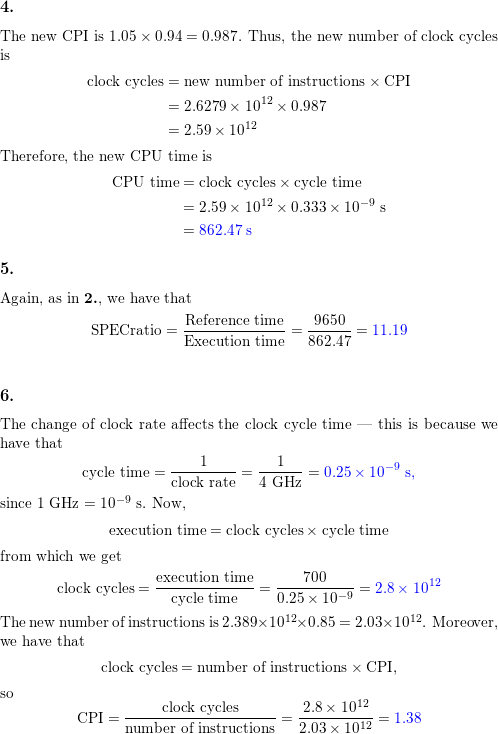 4.
The new CPI is 1.05 × 0.94 = 0.987. Thus, the new number of clock cycles
is
clock cycles = new number of instructions × CPI
= 2.6279 × 10^12 × 0.987
= 2.59 × 10^12
Therefore, the new CPU time is
CPU time = clock cycles × cycle time
= 2.59 × 10^12 × 0.333 × 10^−9 s
= 862.47 s
5.
Again, as in 2., we have that
SPECratio = Reference time / Execution time = 9650 / 862.47 = 11.19
6.
The change of clock rate affects the clock cycle time — this is because we
have that
cycle time = 1 / clock rate = 1 / 4 GHz = 0.25 × 10^−9 s,
since 1 GHz = 10^−9 s. Now,
execution time = clock cycles × cycle time
from which we get
clock cycles = execution time / cycle time = 700 / 0.25 × 10^−9 = 2.8 × 10^12
The new number of instructions is 2.389×10^12×0.85 = 2.03×10^12. Moreover,
we have that
clock cycles = number of instructions × CPI,
so
CPI = clock cycles / number of instructions = 2.8 × 10^12 / 2.03 × 10^12 = 1.38